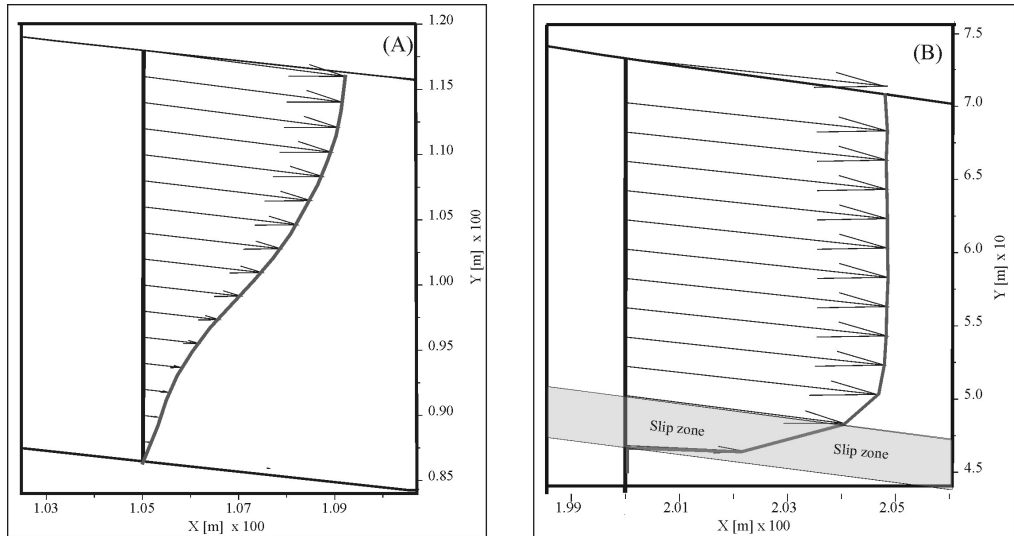 (A)
1.20
1.15
1.10
1.05
1.00
0.95
0.90
0.85
Y [m] x 100
1.03
1.05
1.07
1.09
X [m] x 100
(B)
7.5
7.0
6.5
6.0
5.5
5.0
4.5
Y [m] x 10
Slip zone
Slip zone
1.99
2.01
2.03
2.05
X [m] x 100